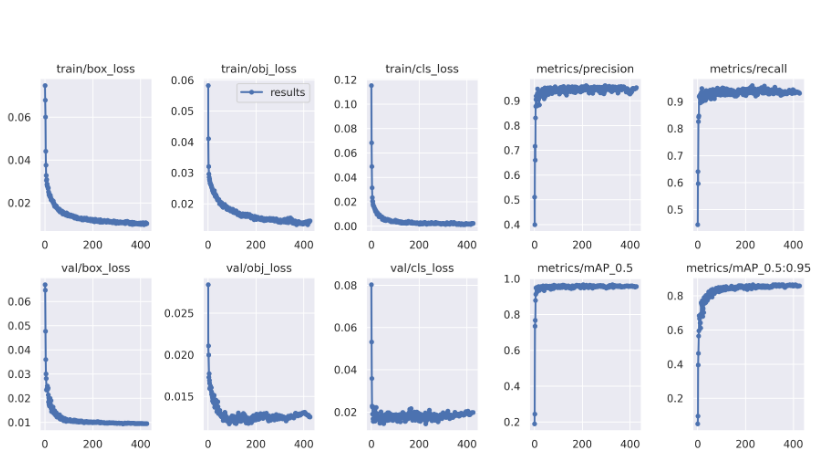 train/box_loss
0.06
0.04
0.02
0 200 400
train/obj_loss
results
0.06
0.05
0.04
0.03
0.02
0 200 400
train/cls_loss
0.12
0.10
0.08
0.06
0.04
0.02
0.00
0 200 400
metrics/precision
0.9
0.8
0.7
0.6
0.5
0.4
0 200 400
metrics/recall
0.9
0.8
0.7
0.6
0.5
0 200 400
val/box_loss
0.06
0.05
0.04
0.03
0.02
0.01
0 200 400
val/obj_loss
0.025
0.020
0.015
0 200 400
val/cls_loss
0.08
0.06
0.04
0.02
0 200 400
metrics/mAP_0.5
1.0
0.8
0.6
0.4
0.2
0 200 400
metrics/mAP_0.5:0.95
0.8
0.6
0.4
0.2
0 200 400